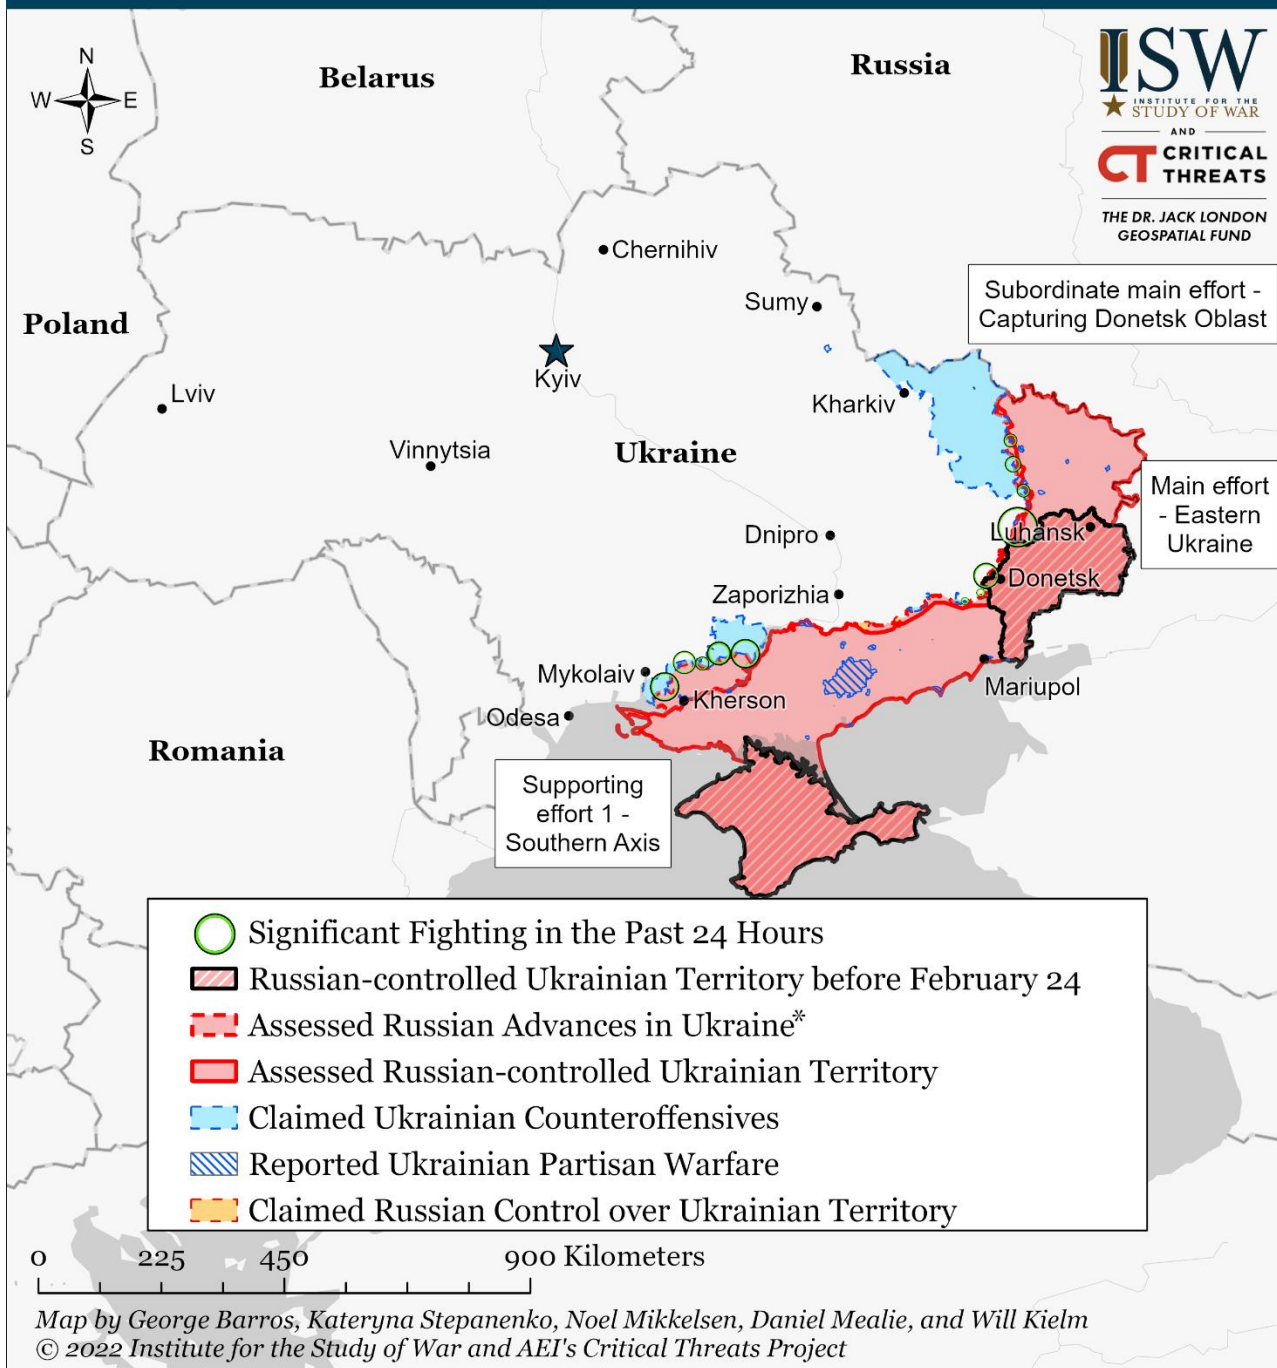 N
W
E
S
Belarus
Russia
ISW
INSTITUTE FOR THE
STUDY OF WAR
AND
CT CRITICAL
THREATS
THE DR. JACK LONDON
GEOSPATIAL FUND
Chernihiv
Sumy
Subordinate main effort -
Capturing Donetsk Oblast
Poland
Kyiv
Lviv
Kharkiv
Vinnytsia
Ukraine
Main effort
- Eastern
Ukraine
Dnipro
Luhansk
Donetsk
Zaporizhia
Mykolaiv
Mariupol
Kherson
Odesa
Romania
Supporting
effort 1 -
Southern Axis
Significant Fighting in the Past 24 Hours
Russian-controlled Ukrainian Territory before February 24
Assessed Russian Advances in Ukraine*
Assessed Russian-controlled Ukrainian Territory
Claimed Ukrainian Counteroffensives
Reported Ukrainian Partisan Warfare
Claimed Russian Control over Ukrainian Territory
0 225 450 900 Kilometers
Map by George Barros, Kateryna Stepanenko, Noel Mikkelsen, Daniel Mealie, and Will Kielm
© 2022 Institute for the Study of War and AEI's Critical Threats Project